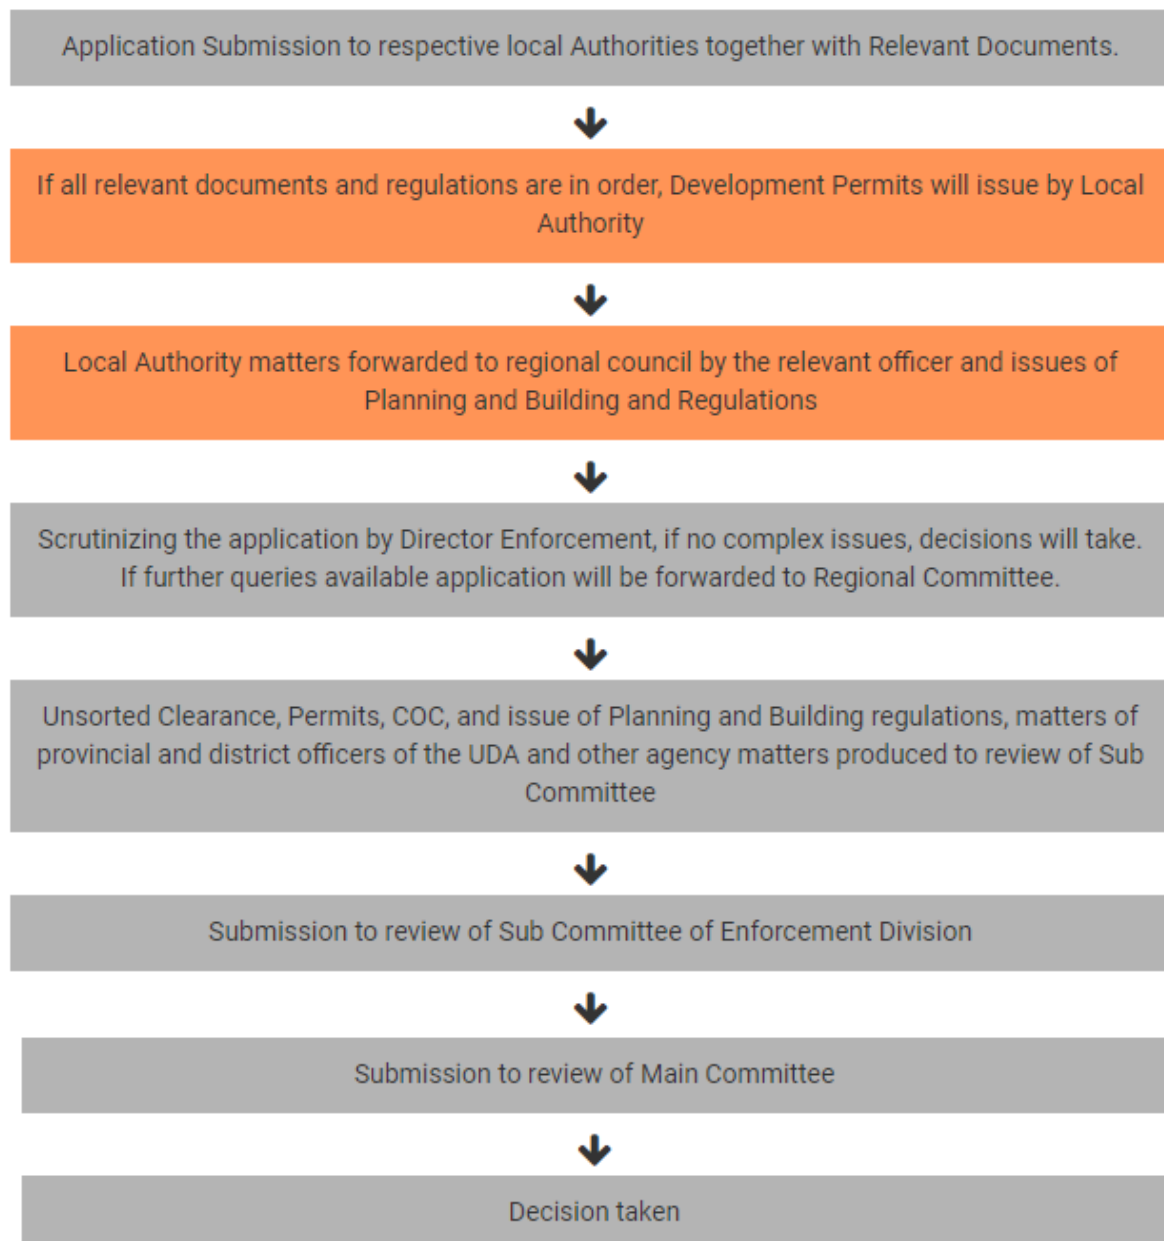 Application Submission to respective local Authorities together with Relevant Documents.
If all relevant documents and regulations are in order, Development Permits will issue by Local
Authority
Local Authority matters forwarded to regional council by the relevant officer and issues of
Planning and Building and Regulations
Scrutinizing the application by Director Enforcement, if no complex issues, decisions will take.
If further queries available application will be forwarded to Regional Committee.
Unsorted Clearance, Permits, COC, and issue of Planning and Building regulations, matters of
provincial and district officers of the UDA and other agency matters produced to review of Sub
Committee
Submission to review of Sub Committee of Enforcement Division
Submission to review of Main Committee
Decision taken